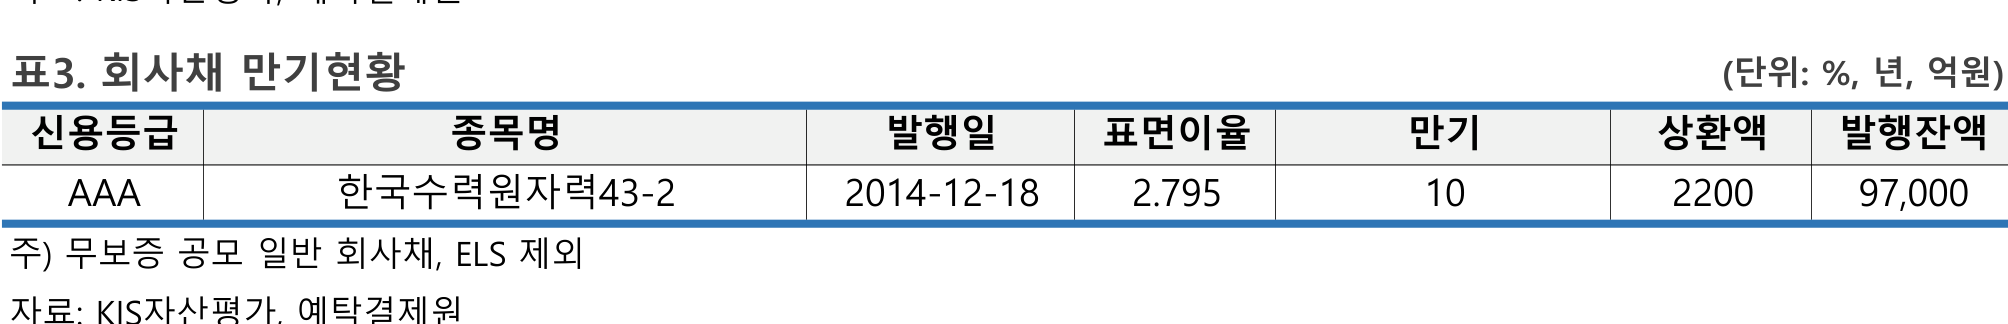 표3. 회사채 만기현황 (단위: %, 년, 억원)
신용등급 종목명 발행일 표면이율 만기 상환액 발행잔액
AAA 한국수력원자력43-2 2014-12-18 2.795 10 2200 97,000
주) 무보증 공모 일반 회사채, ELS 제외
자료: KIS자산평가, 예탁결제원